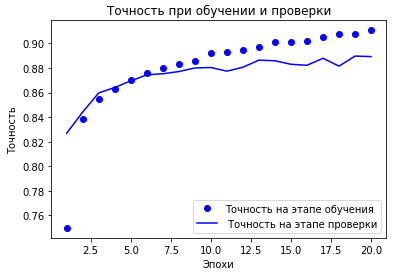 Точность при обучении и проверки
Точность
0.90
0.88
0.86
0.84
0.82
0.80
0.78
0.76
Точность на этапе обучения
Точность на этапе проверки
2.5 5.0 7.5 10.0 12.5 15.0 17.5 20.0
Эпохи